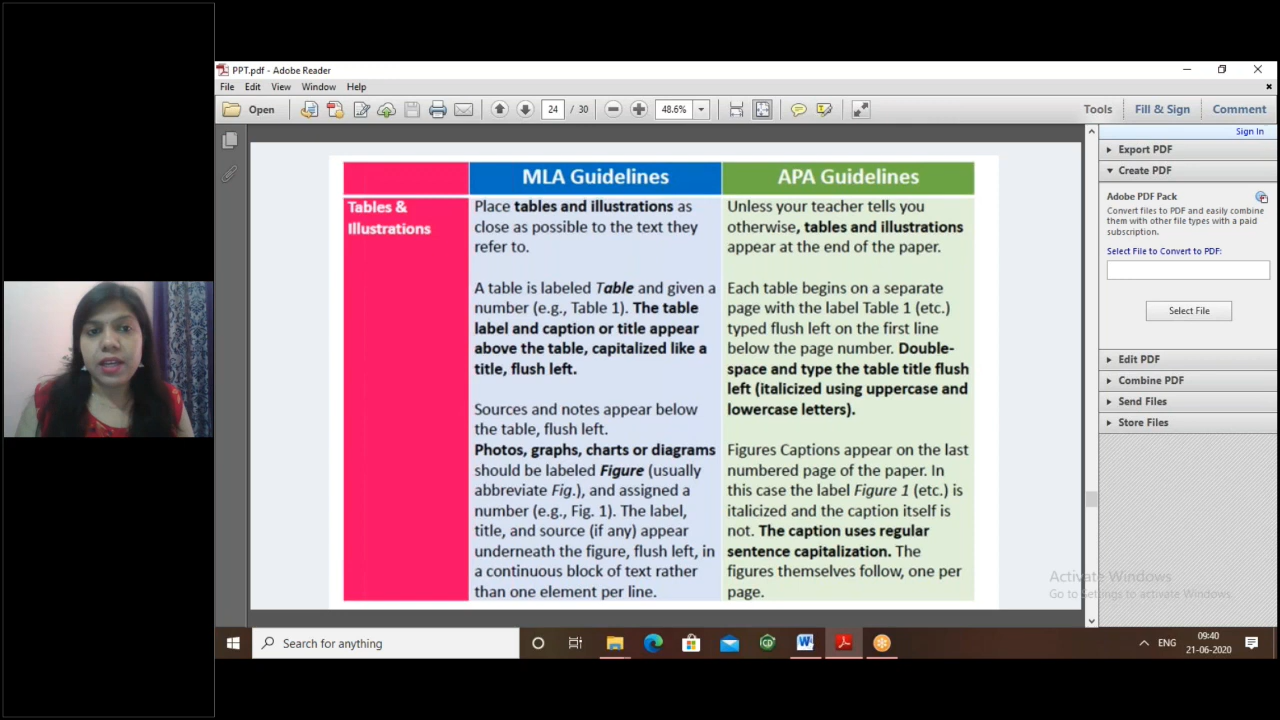 PPT.pdf - Adobe Reader
File Edit View Window Help
Open
24 / 30
48.6%
Tools
Fill & Sign
Comment
Sign In
MLA Guidelines
APA Guidelines
Tables &
Illustrations
Place tables and illustrations as
close as possible to the text they
refer to.
A table is labeled Table and given a
number (e.g., Table 1). The table
label and caption or title appear
above the table, capitalized like a
title, flush left.
Sources and notes appear below
the table, flush left.
Photos, graphs, charts or diagrams
should be labeled Figure (usually
abbreviate Fig.), and assigned a
number (e.g., Fig. 1). The label,
title, and source (if any) appear
underneath the figure, flush left, in
a continuous block of text rather
than one element per line.
Unless your teacher tells you
otherwise, tables and illustrations
appear at the end of the paper.
Each table begins on a separate
page with the label Table 1 (etc.)
typed flush left on the first line
below the page number. Double-
space and type the table title flush
left (italicized using uppercase and
lowercase letters).
Figures Captions appear on the last
numbered page of the paper. In
this case the label Figure 1 (etc.) is
italicized and the caption itself is
not. The caption uses regular
sentence capitalization. The
figures themselves follow, one per
page.
Export PDF
Create PDF
Adobe PDF Pack
Convert files to PDF and easily combine
them with other file types with a paid
subscription.
Select File to Convert to PDF:
Select File
Edit PDF
Combine PDF
Send Files
Store Files
Activate Windows
Go to Settings to activate Windows.
Search for anything
ENG
09:40
21-06-2020